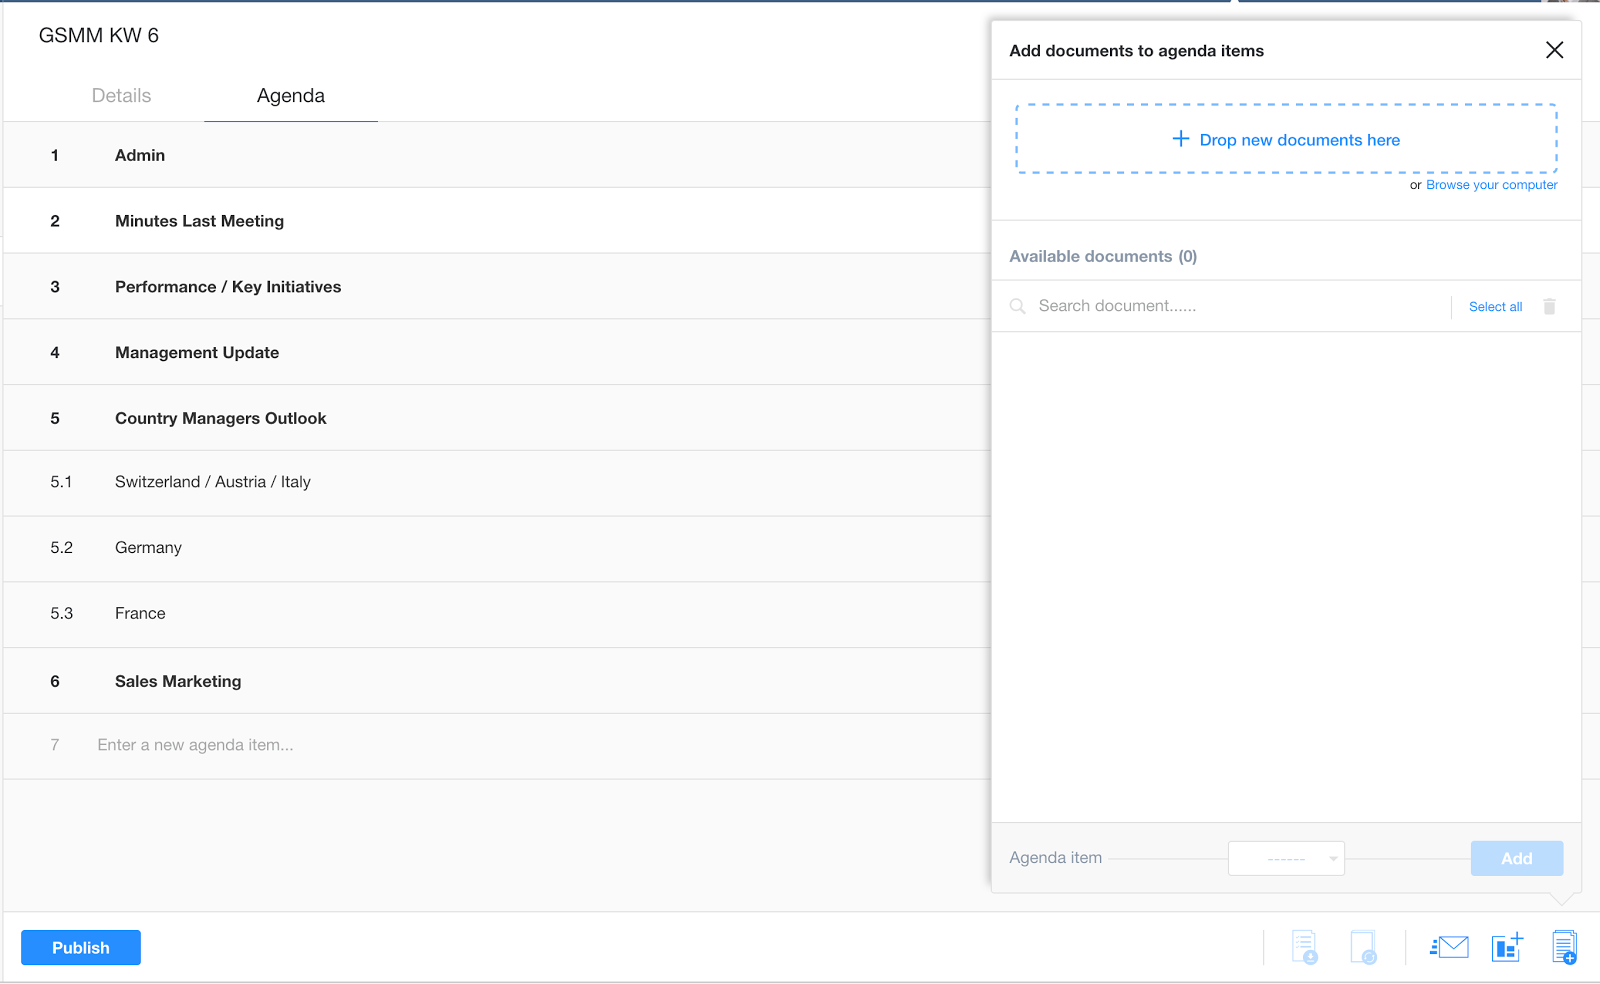 GSMM KW 6
Details
Agenda
1 Admin
2 Minutes Last Meeting
3 Performance / Key Initiatives
4 Management Update
5 Country Managers Outlook
5.1 Switzerland / Austria / Italy
5.2 Germany
5.3 France
6 Sales Marketing
7 Enter a new agenda item...
Publish
Add documents to agenda items
Drop new documents here
or Browse your computer
Available documents (0)
Search document......
Select all
Agenda item
------
Add